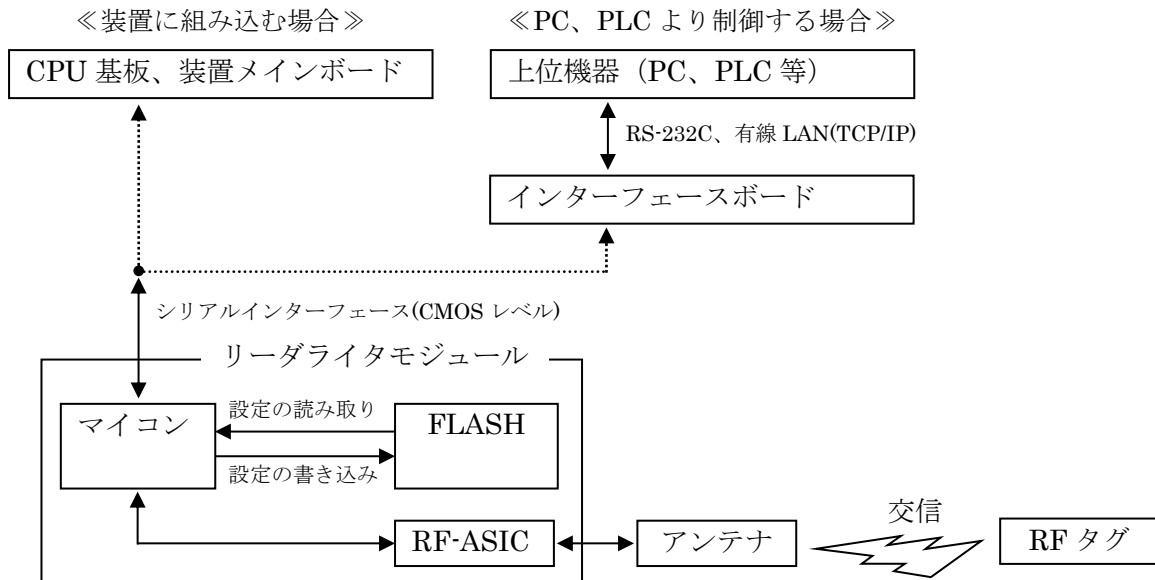 ≪装置に組み込む場合≫
≪PC、PLC より制御する場合≫
CPU 基板、装置メインボード
上位機器（PC、PLC 等）
RS-232C、有線 LAN(TCP/IP)
インターフェースボード
シリアルインターフェース(CMOS レベル)
リーダライタモジュール
マイコン
設定の読み取り
FLASH
設定の書き込み
RF-ASIC
アンテナ
交信
RF タグ